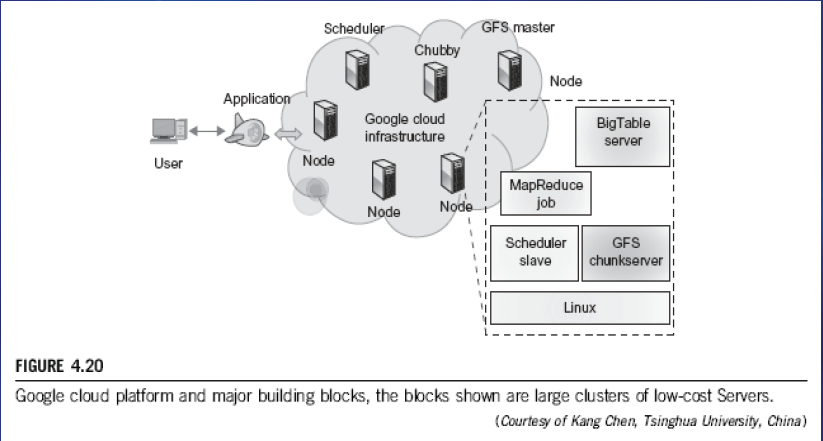 Scheduler
GFS master
Chubby
Node
Application
Google cloud
infrastructure
User
Node
Node
Node
BigTable
server
MapReduce
job
Scheduler
slave
GFS
chunkserver
Linux
FIGURE 4.20
Google cloud platform and major building blocks, the blocks shown are large clusters of low-cost Servers.
(Courtesy of Kang Chen, Tsinghua University, China)